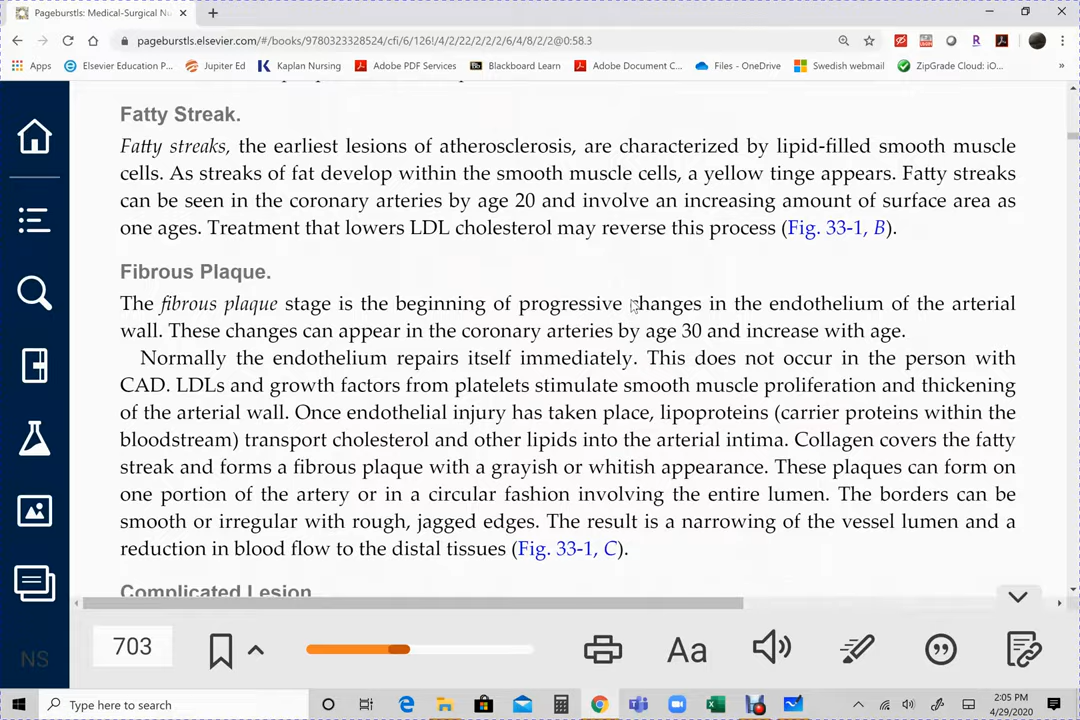 Pageburstls: Medical-Surgical Nu
pageburstls.elsevier.com/#/books/9780323328524/cfi/6/126!/4/2/22/2/2/2/6/4/8/2/2@0:58.3
Apps Elsevier Education P... Jupiter Ed Kaplan Nursing Adobe PDF Services Bb Blackboard Learn Adobe Document C... Files - OneDrive Swedish webmail ZipGrade Cloud: iO... »
Fatty Streak.
Fatty streaks, the earliest lesions of atherosclerosis, are characterized by lipid-filled smooth muscle
cells. As streaks of fat develop within the smooth muscle cells, a yellow tinge appears. Fatty streaks
can be seen in the coronary arteries by age 20 and involve an increasing amount of surface area as
one ages. Treatment that lowers LDL cholesterol may reverse this process (Fig. 33-1, B).
Fibrous Plaque.
The fibrous plaque stage is the beginning of progressive changes in the endothelium of the arterial
wall. These changes can appear in the coronary arteries by age 30 and increase with age.
Normally the endothelium repairs itself immediately. This does not occur in the person with
CAD. LDLs and growth factors from platelets stimulate smooth muscle proliferation and thickening
of the arterial wall. Once endothelial injury has taken place, lipoproteins (carrier proteins within the
bloodstream) transport cholesterol and other lipids into the arterial intima. Collagen covers the fatty
streak and forms a fibrous plaque with a grayish or whitish appearance. These plaques can form on
one portion of the artery or in a circular fashion involving the entire lumen. The borders can be
smooth or irregular with rough, jagged edges. The result is a narrowing of the vessel lumen and a
reduction in blood flow to the distal tissues (Fig. 33-1, C).
Complicated Lesion
NS
703
Aa
Type here to search
2:05 PM
4/29/2020